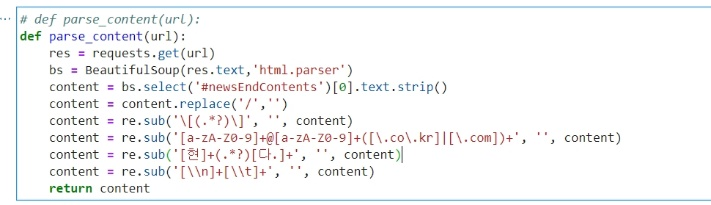 # def parse_content(url):
def parse_content(url):
    res = requests.get(url)
    bs = BeautifulSoup(res.text,'html.parser')
    content = bs.select('#newsEndContents')[0].text.strip()
    content = content.replace('/','')
    content = re.sub('\[(.*?)\]', '', content)
    content = re.sub('[a-zA-Z0-9]+@[a-zA-Z0-9]+([\.co\.kr]|[\.com])+', '', content)
    content = re.sub('[현]+(.*?)[다.]+', '', content)
    content = re.sub('[\\n]+[\\t]+', '', content)
    return content